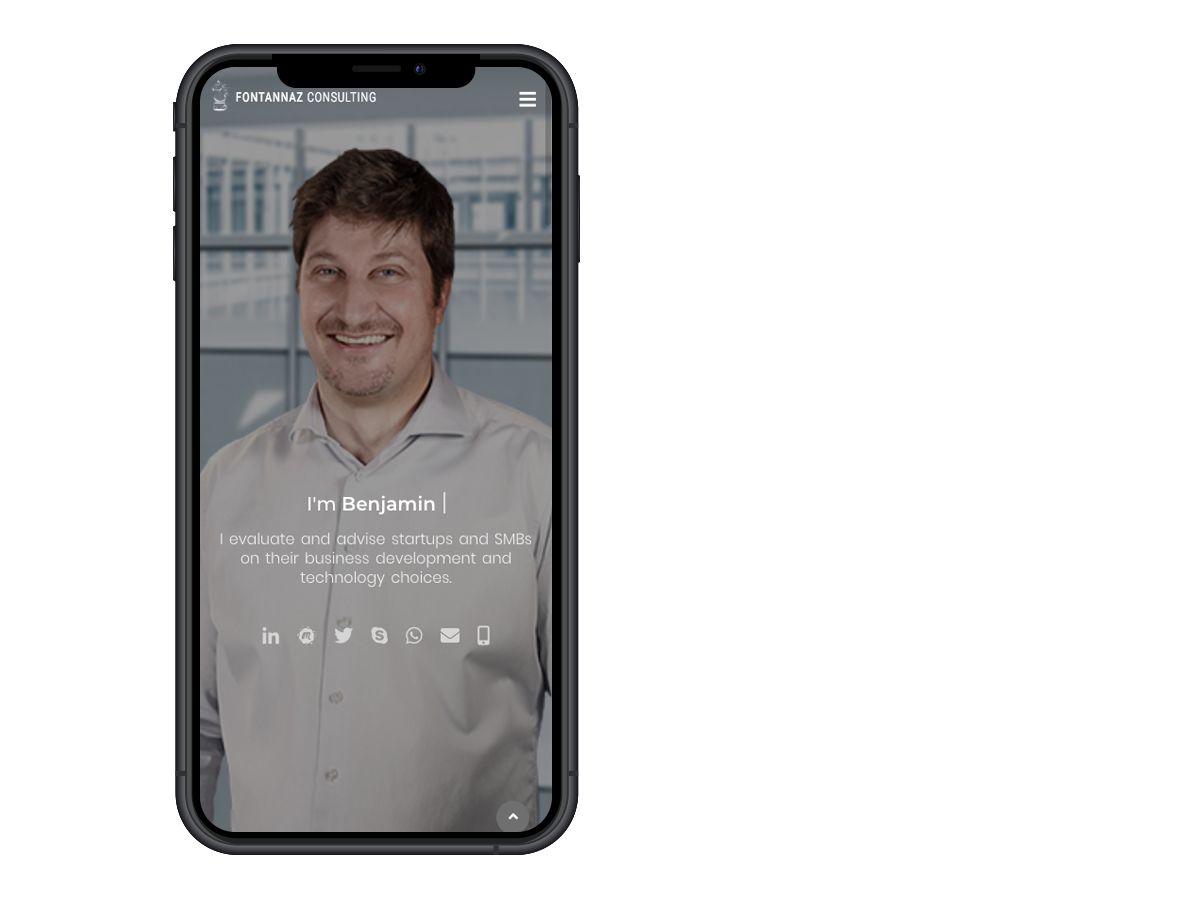 FONTANNAZ CONSULTING
I'm Benjamin
I evaluate and advise startups and SMBs
on their business development and
technology choices.